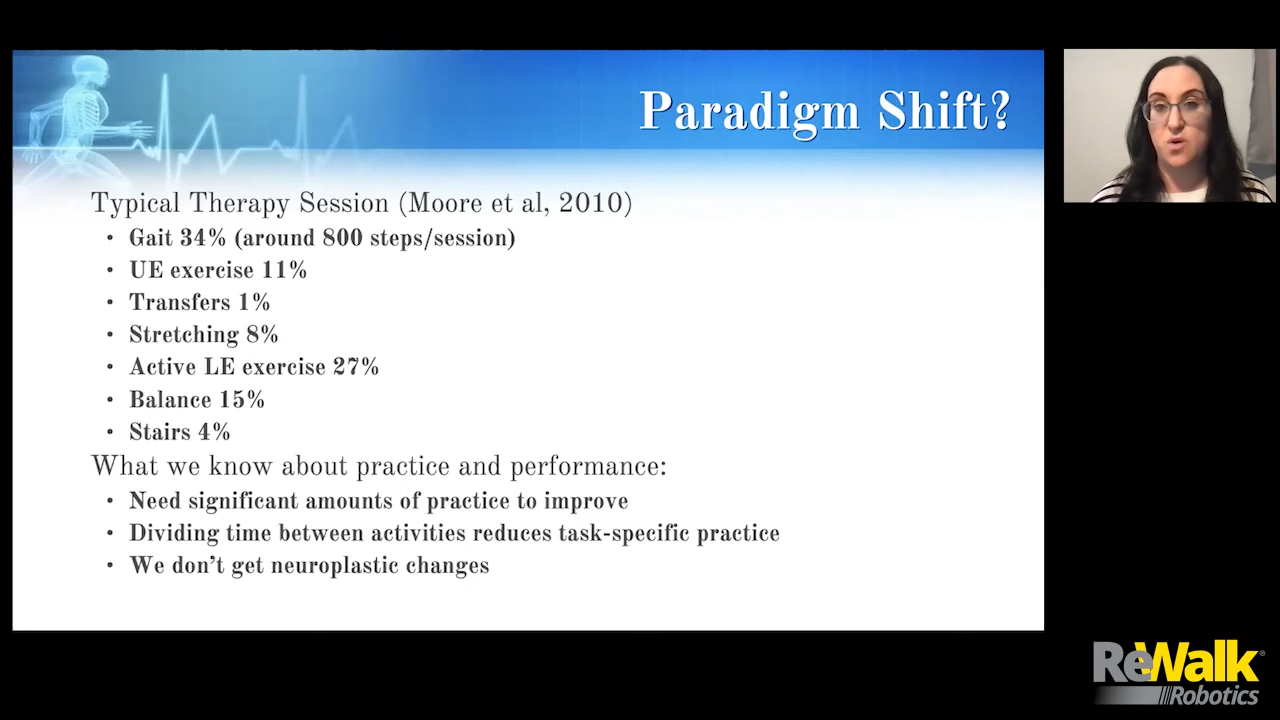 Paradigm Shift?
Typical Therapy Session (Moore et al, 2010)
• Gait 34% (around 800 steps/session)
• UE exercise 11%
• Transfers 1%
• Stretching 8%
• Active LE exercise 27%
• Balance 15%
• Stairs 4%
What we know about practice and performance:
• Need significant amounts of practice to improve
• Dividing time between activities reduces task-specific practice
• We don’t get neuroplastic changes
ReWalk®
Robotics